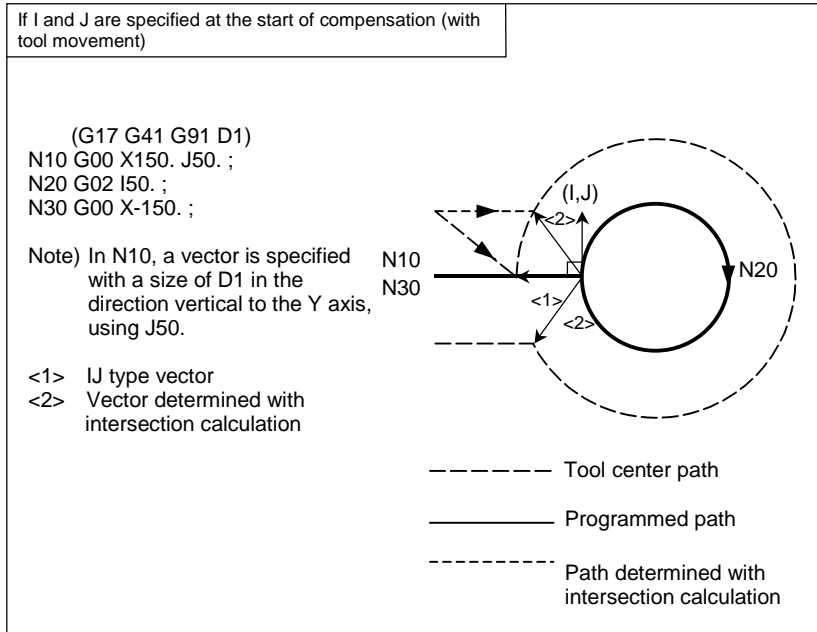 If I and J are specified at the start of compensation (with
tool movement)
(G17 G41 G91 D1)
N10 G00 X150. J50. ;
N20 G02 I50. ;
N30 G00 X-150. ;
Note) In N10, a vector is specified
with a size of D1 in the
direction vertical to the Y axis,
using J50.
<1> IJ type vector
<2> Vector determined with
intersection calculation
(I,J)
<2>
N10
N30
N20
<1>
<2>
Tool center path
Programmed path
Path determined with
intersection calculation